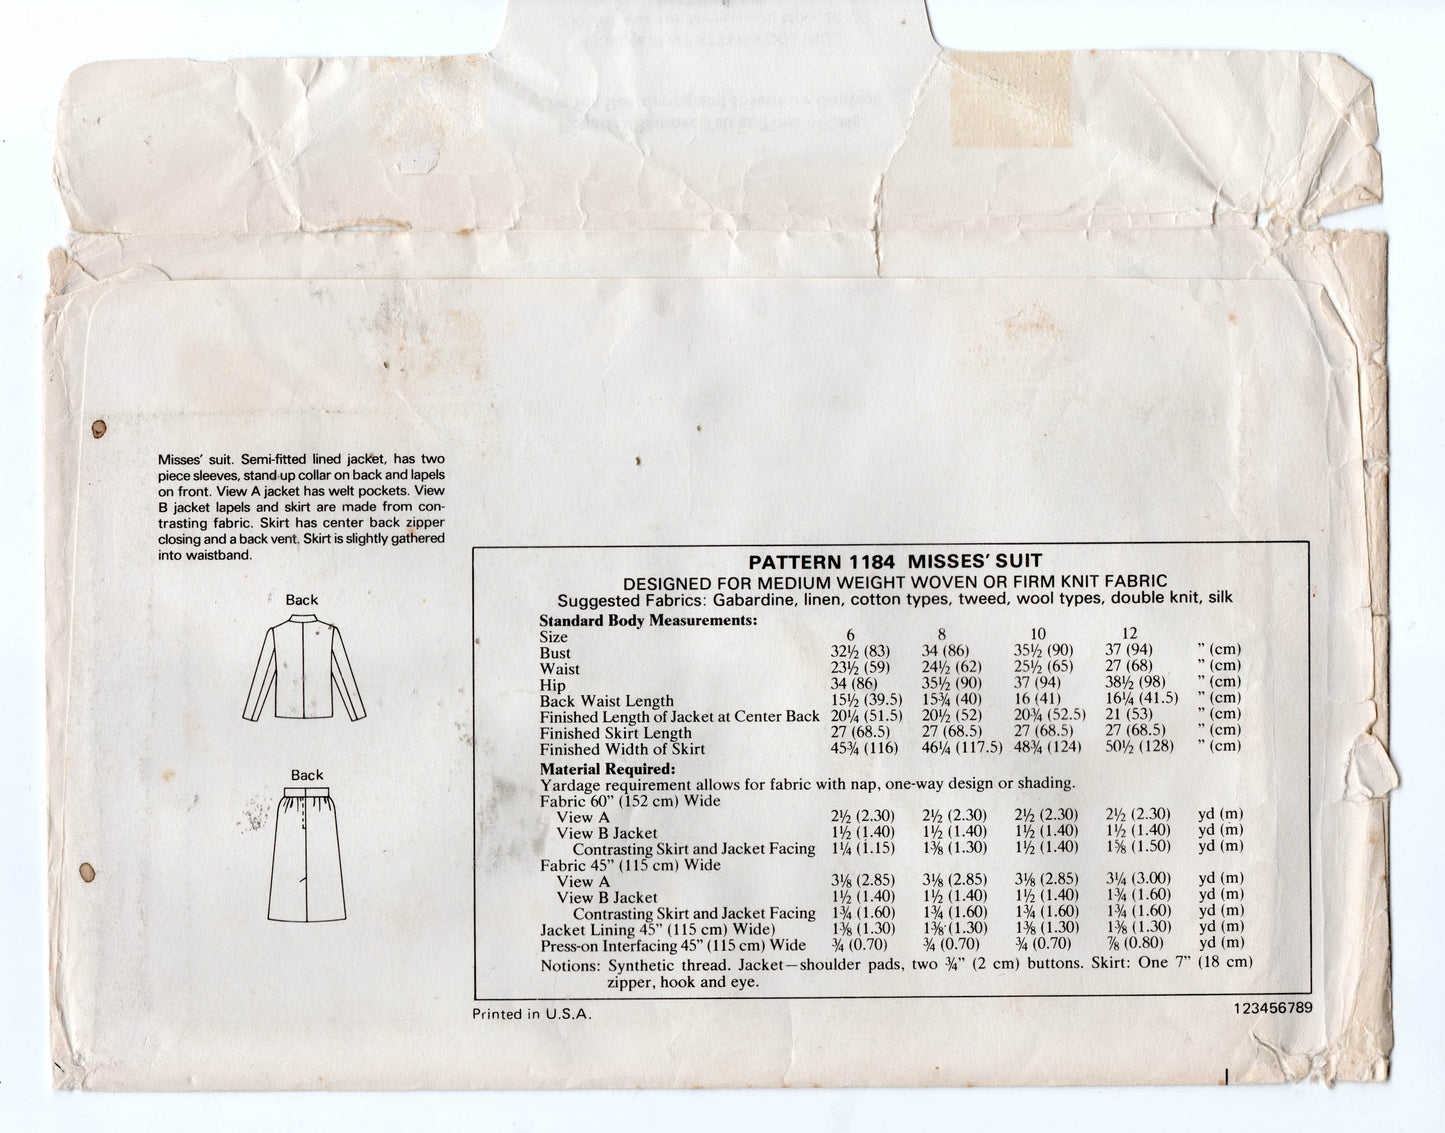 Misses' suit. Semi-fitted lined jacket, has two
piece sleeves, stand up collar on back and lapels
on front. View A jacket has welt pockets. View
B jacket lapels and skirt are made from con-
trasting fabric. Skirt has center back zipper
closing and a back vent. Skirt is slightly gathered
into waistband.
Back
Back
PATTERN 1184 MISSES' SUIT
DESIGNED FOR MEDIUM WEIGHT WOVEN OR FIRM KNIT FABRIC
Suggested Fabrics: Gabardine, linen, cotton types, tweed, wool types, double knit, silk
Standard Body Measurements:
Size 6 8 10 12
Bust 32½ (83) 34 (86) 35½ (90) 37 (94) " (cm)
Waist 23½ (59) 24½ (62) 25½ (65) 27 (68) " (cm)
Hip 34 (86) 35½ (90) 37 (94) 38½ (98) " (cm)
Back Waist Length 15½ (39.5) 15¾ (40) 16 (41) 16¼ (41.5) " (cm)
Finished Length of Jacket at Center Back 20¼ (51.5) 20½ (52) 20¾ (52.5) 21 (53) " (cm)
Finished Skirt Length 27 (68.5) 27 (68.5) 27 (68.5) 27 (68.5) " (cm)
Finished Width of Skirt 45¾ (116) 46¼ (117.5) 48¾ (124) 50½ (128) " (cm)
Material Required:
Yardage requirement allows for fabric with nap, one-way design or shading.
Fabric 60" (152 cm) Wide
View A 2½ (2.30) 2½ (2.30) 2½ (2.30) 2½ (2.30) yd (m)
View B Jacket 1½ (1.40) 1½ (1.40) 1½ (1.40) 1½ (1.40) yd (m)
Contrasting Skirt and Jacket Facing 1¼ (1.15) 1⅜ (1.30) 1½ (1.40) 1⅝ (1.50) yd (m)
Fabric 45" (115 cm) Wide
View A 3⅛ (2.85) 3⅛ (2.85) 3⅛ (2.85) 3¼ (3.00) yd (m)
View B Jacket 1½ (1.40) 1½ (1.40) 1½ (1.40) 1¾ (1.60) yd (m)
Contrasting Skirt and Jacket Facing 1¾ (1.60) 1¾ (1.60) 1¾ (1.60) 1¾ (1.60) yd (m)
Jacket Lining 45" (115 cm) Wide) 1⅜ (1.30) 1⅜ (1.30) 1⅜ (1.30) 1⅜ (1.30) yd (m)
Press-on Interfacing 45" (115 cm) Wide ¾ (0.70) ¾ (0.70) ¾ (0.70) ⅞ (0.80) yd (m)
Notions: Synthetic thread. Jacket—shoulder pads, two ¾" (2 cm) buttons. Skirt: One 7" (18 cm)
zipper, hook and eye.
Printed in U.S.A.
123456789